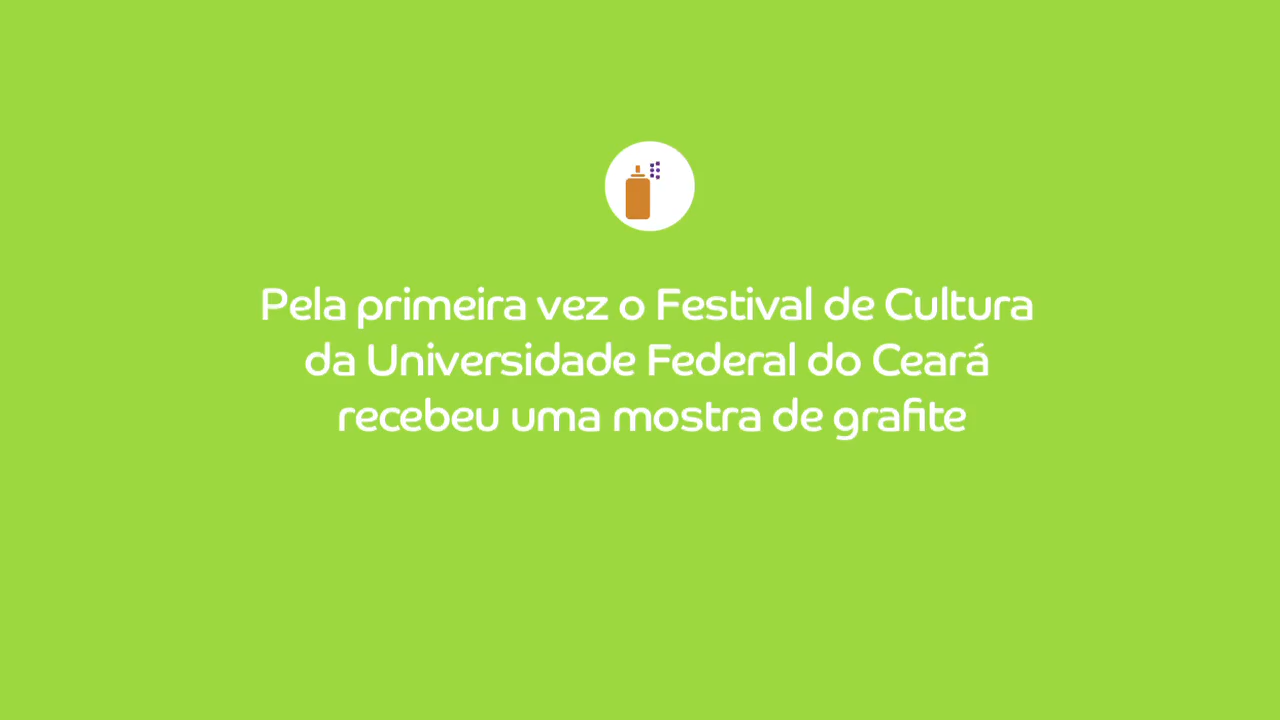 Pela primeira vez o Festival de Cultura
da Universidade Federal do Ceará
recebeu uma mostra de grafite